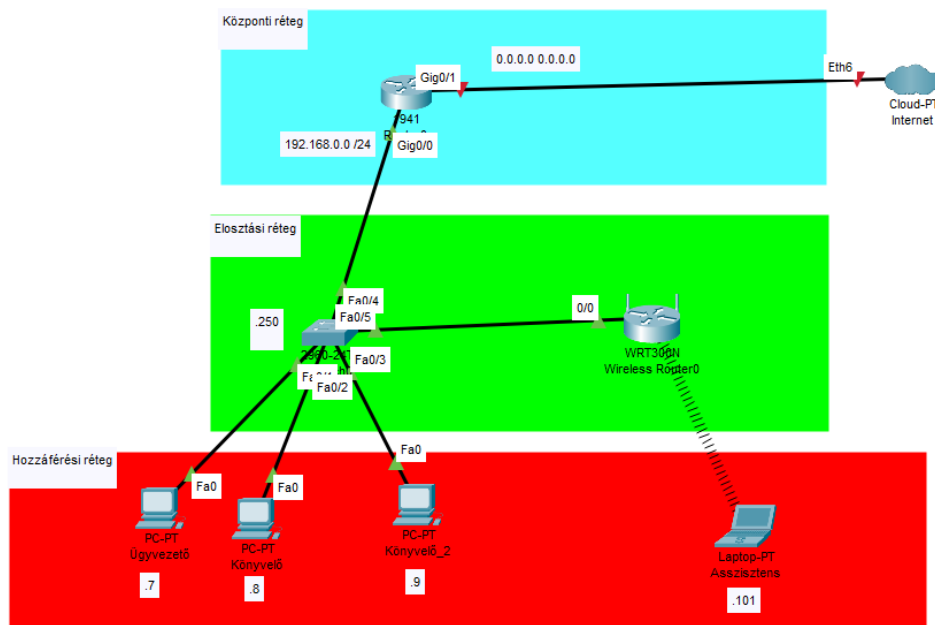 Központi réteg
0.0.0.0 0.0.0.0
Eth6
Gig0/1
Cloud-PT
Internet
1941
192.168.0.0 /24
Gig0/0
Elosztási réteg
Fa0/4
0/0
.250
Fa0/5
Fa0/3
WRT300N
Wireless Router0
Fa0/2
Hozzáférési réteg
Fa0
Fa0
Fa0
PC-PT
Ügyvezető
PC-PT
Könyvelő
PC-PT
Könyvelő_2
Laptop-PT
Asszisztens
.7
.8
.9
.101